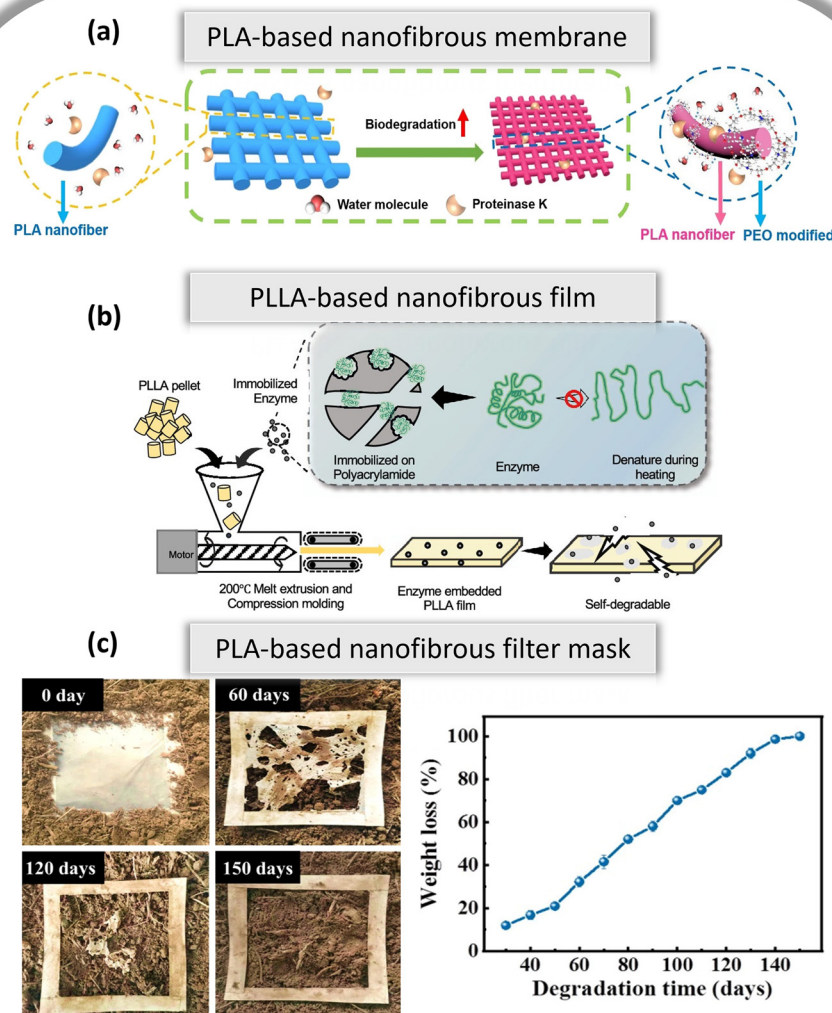 (a)
PLA-based nanofibrous membrane
Biodegradation
Water molecule
Proteinase K
PLA nanofiber
PLA nanofiber
PEO modified
(b)
PLLA-based nanofibrous film
PLLA pellet
Immobilized
Enzyme
Immobilized on
Polyacrylamide
Enzyme
Denature during
heating
Motor
200°C Melt extrusion and
Compression molding
Enzyme embedded
PLLA film
Self-degradable
(c)
PLA-based nanofibrous filter mask
0 day
60 days
120 days
150 days
Weight loss (%)
100
80
60
40
20
0
40
60
80
100
120
140
Degradation time (days)